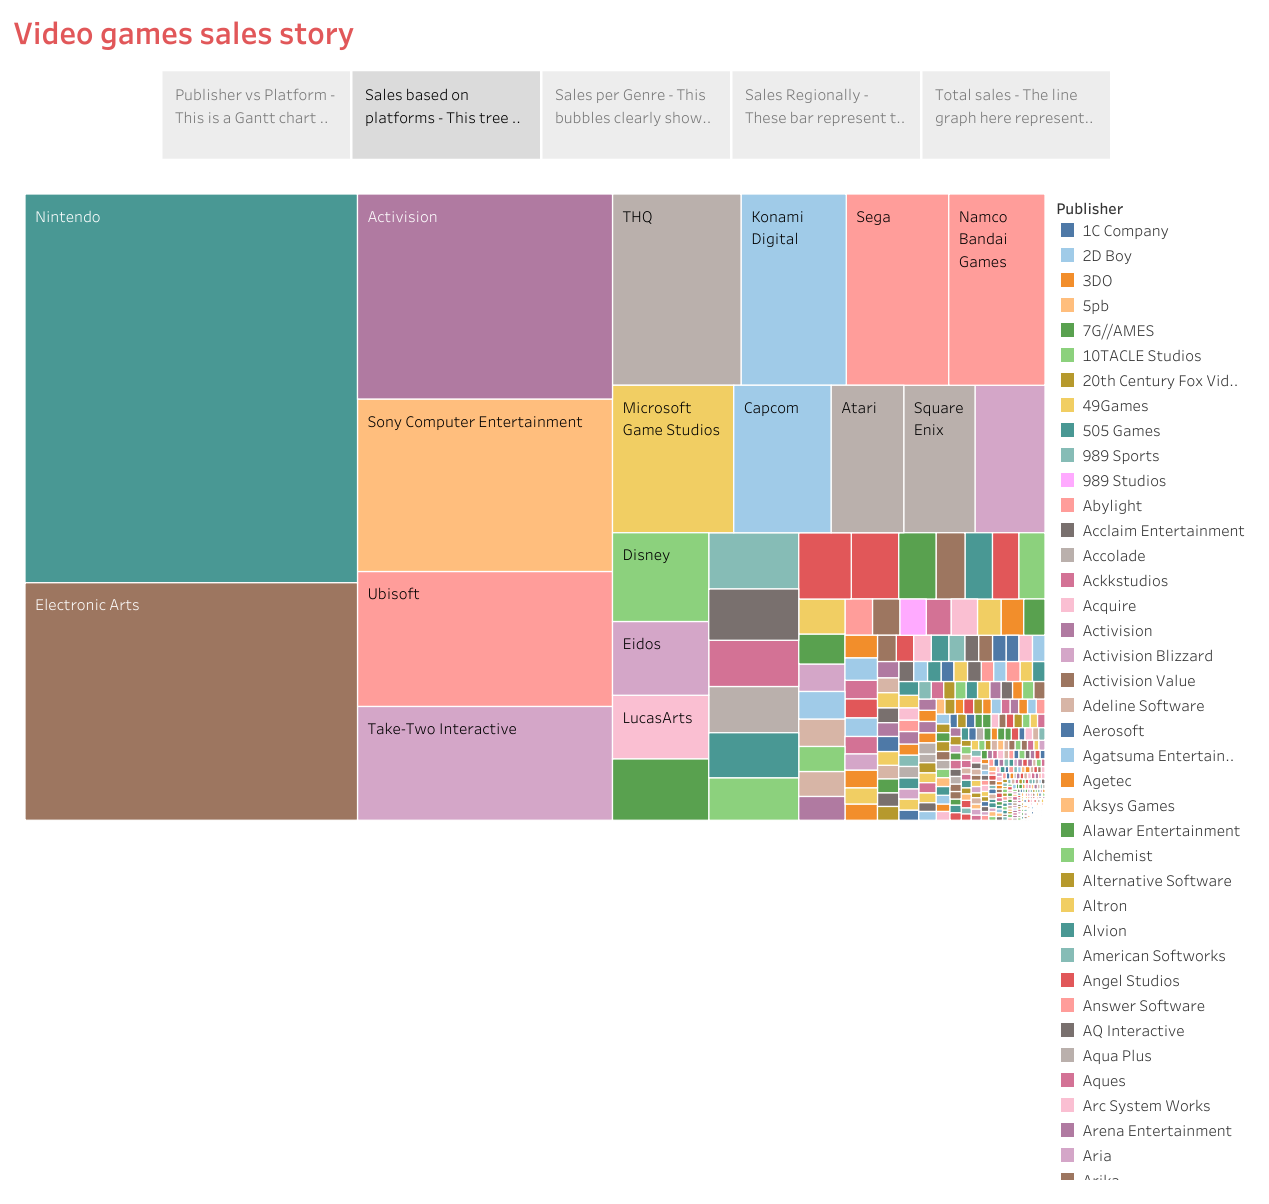 Video games sales story
Publisher vs Platform -
This is a Gantt chart ..
Sales based on
platforms - This tree ..
Sales per Genre - This
bubbles clearly show..
Sales Regionally -
These bar represent t..
Total sales - The line
graph here represent..
Nintendo
Electronic Arts
Activision
Sony Computer Entertainment
Ubisoft
Take-Two Interactive
THQ
Konami
Digital
Sega
Namco
Bandai
Games
Microsoft
Game Studios
Capcom
Atari
Square
Enix
Disney
Eidos
LucasArts
Publisher
1C Company
2D Boy
3DO
5pb
7G//AMES
10TACLE Studios
20th Century Fox Vid..
49Games
505 Games
989 Sports
989 Studios
Abylight
Acclaim Entertainment
Accolade
Ackkstudios
Acquire
Activision
Activision Blizzard
Activision Value
Adeline Software
Aerosoft
Agatsuma Entertain..
Agetec
Aksys Games
Alawar Entertainment
Alchemist
Alternative Software
Altron
Alvion
American Softworks
Angel Studios
Answer Software
AQ Interactive
Aqua Plus
Aques
Arc System Works
Arena Entertainment
Aria
Arika